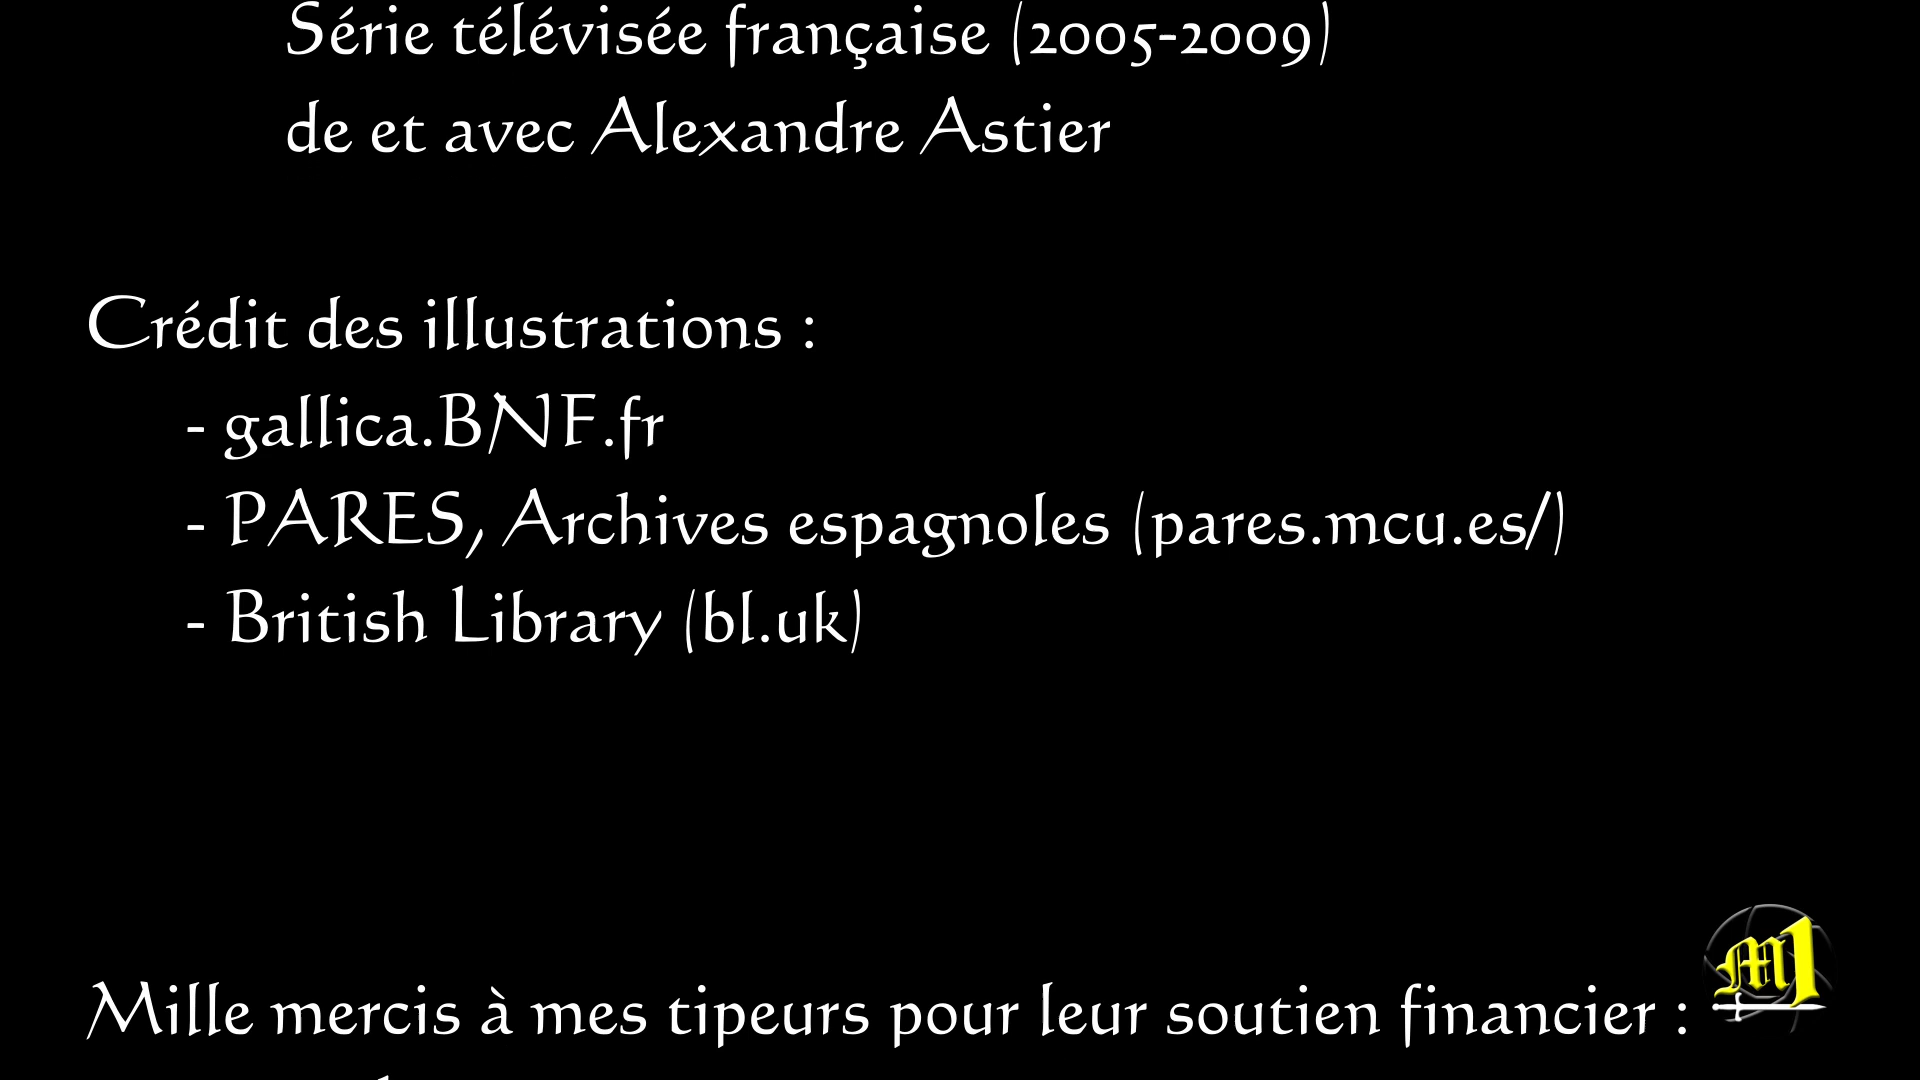 Série télévisée française (2005-2009)
de et avec Alexandre Astier
Crédit des illustrations :
- gallica.BNF.fr
- PARES, Archives espagnoles (pares.mcu.es/)
- British Library (bl.uk)
Mille mercis à mes tipeurs pour leur soutien financier :
M1